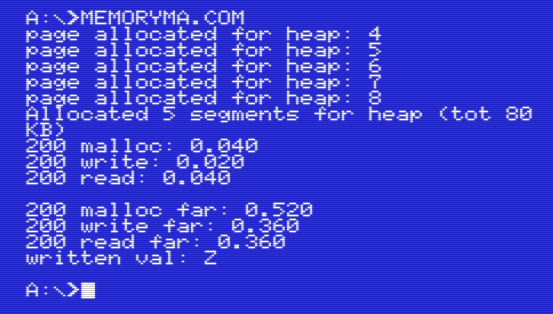 A:\>MEMORYMA.COM
page allocated for heap: 4
page allocated for heap: 5
page allocated for heap: 6
page allocated for heap: 7
page allocated for heap: 8
Allocated 5 segments for heap (tot 80
KB)
200 malloc: 0.040
200 write: 0.020
200 read: 0.040
200 malloc far: 0.520
200 write far: 0.360
200 read far: 0.360
written val: Z
A:\>